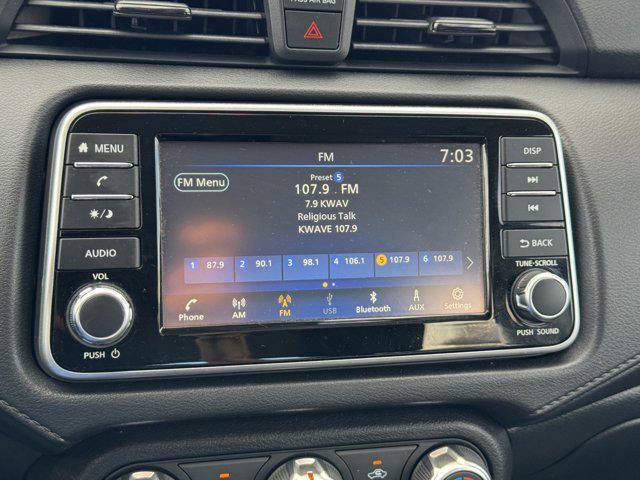 PASS AIR BAG
MENU
AUDIO
VOL
PUSH
FM
7:03
FM Menu
Preset 5
107.9 . FM
7.9 KWAV
Religious Talk
KWAVE 107.9
1 87.9 2 90.1 3 98.1 4 106.1 5 107.9 6 107.9
Phone AM FM USB Bluetooth AUX Settings
DISP
BACK
TUNE·SCROLL
PUSH SOUND